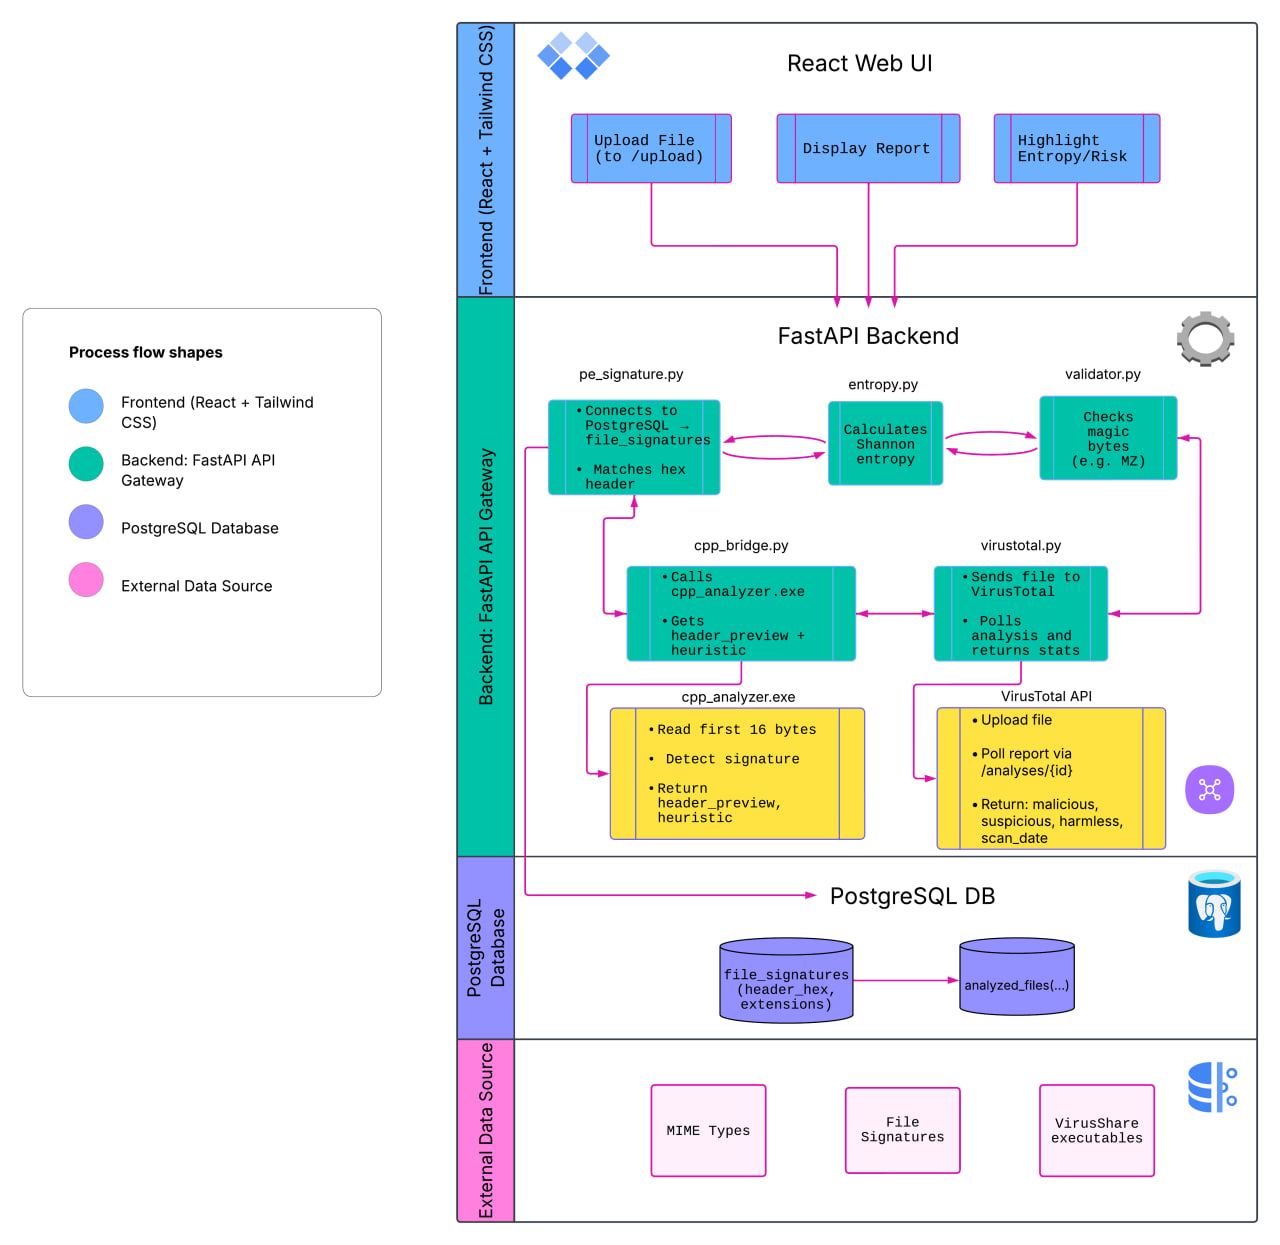 Process flow shapes
Frontend (React + Tailwind
CSS)
Backend: FastAPI API
Gateway
PostgreSQL Database
External Data Source
Frontend (React + Tailwind CSS)
React Web UI
Upload File
(to /upload)
Display Report
Highlight
Entropy/Risk
Backend: FastAPI API Gateway
FastAPI Backend
pe_signature.py
• Connects to
PostgreSQL →
file_signatures
• Matches hex
header
entropy.py
Calculates
Shannon
entropy
validator.py
Checks
magic
bytes
(e.g. MZ)
cpp_bridge.py
• Calls
cpp_analyzer.exe
• Gets
header_preview +
heuristic
virustotal.py
• Sends file to
VirusTotal
• Polls
analysis and
returns stats
cpp_analyzer.exe
• Read first 16 bytes
• Detect signature
• Return
header_preview,
heuristic
VirusTotal API
• Upload file
• Poll report via
/analyses/{id}
• Return: malicious,
suspicious, harmless,
scan_date
PostgreSQL
Database
PostgreSQL DB
file_signatures
(header_hex,
extensions)
analyzed_files(...)
External Data Source
MIME Types
File
Signatures
VirusShare
executables